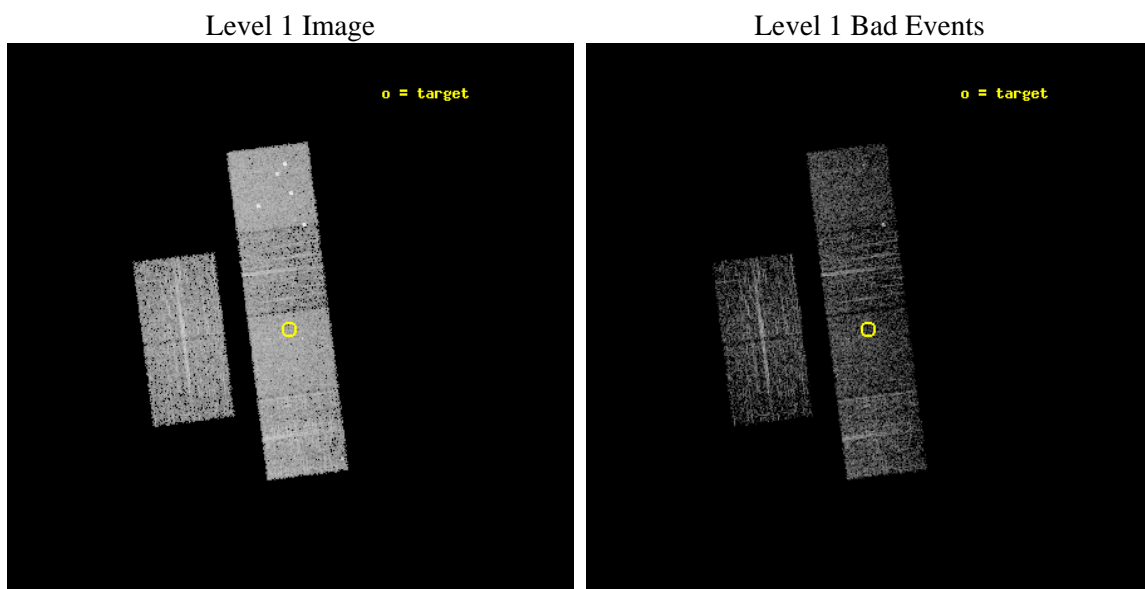 Level 1 Image
Level 1 Bad Events
o = target
o = target